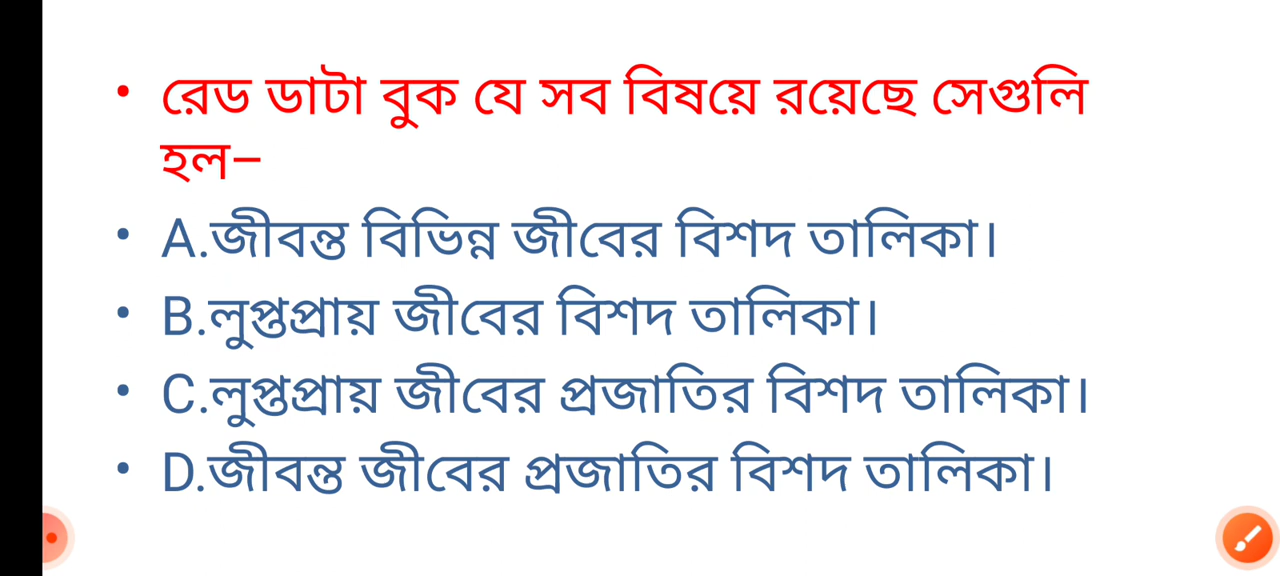 • রেড ডাটা বুক যে সব বিষয়ে রয়েছে সেগুলি
হল–
• A.জীবন্ত বিভিন্ন জীবের বিশদ তালিকা।
• B.লুপ্তপ্রায় জীবের বিশদ তালিকা।
• C.লুপ্তপ্রায় জীবের প্রজাতির বিশদ তালিকা।
• D.জীবন্ত জীবের প্রজাতির বিশদ তালিকা।